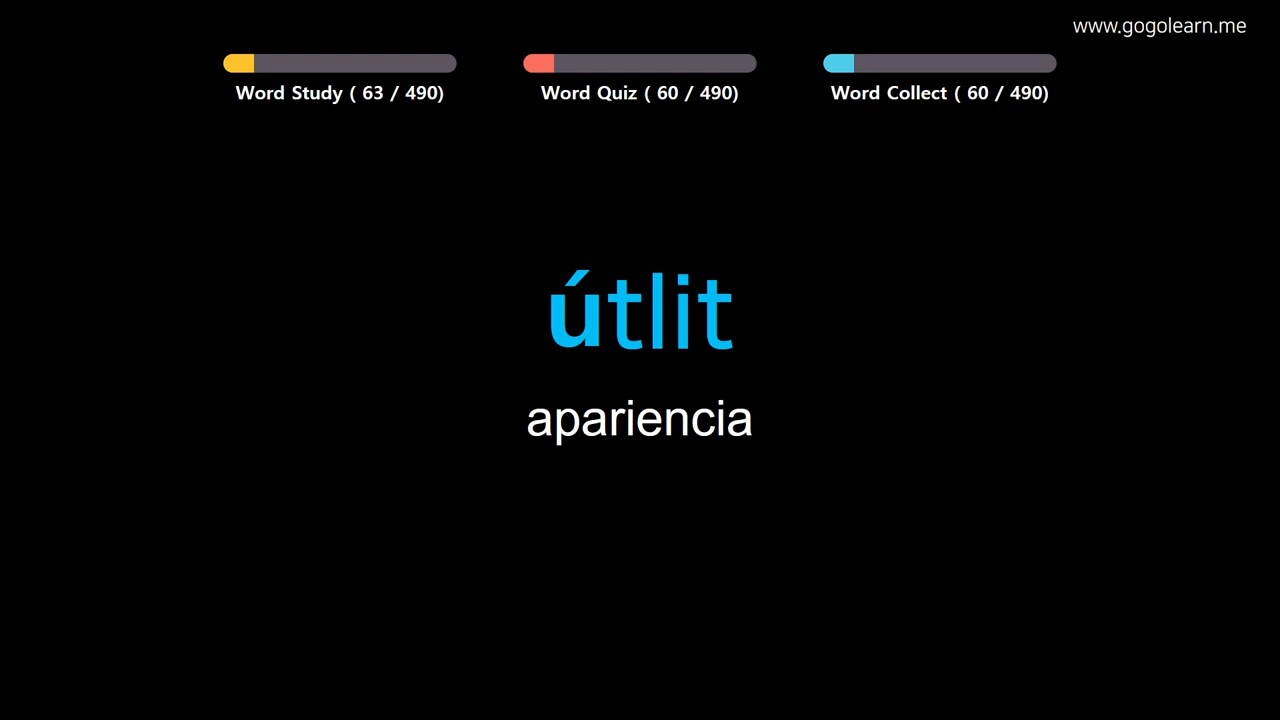 www.gogolearn.me
Word Study ( 63 / 490)
Word Quiz ( 60 / 490)
Word Collect ( 60 / 490)
útlit
apariencia